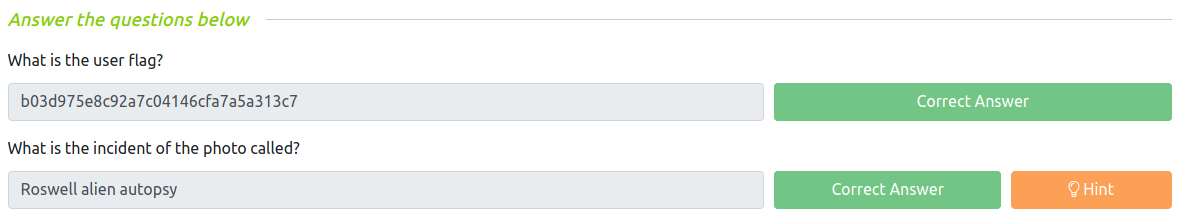 Answer the questions below
What is the user flag?
b03d975e8c92a7c04146cfa7a5a313c7
Correct Answer
What is the incident of the photo called?
Roswell alien autopsy
Correct Answer
Hint